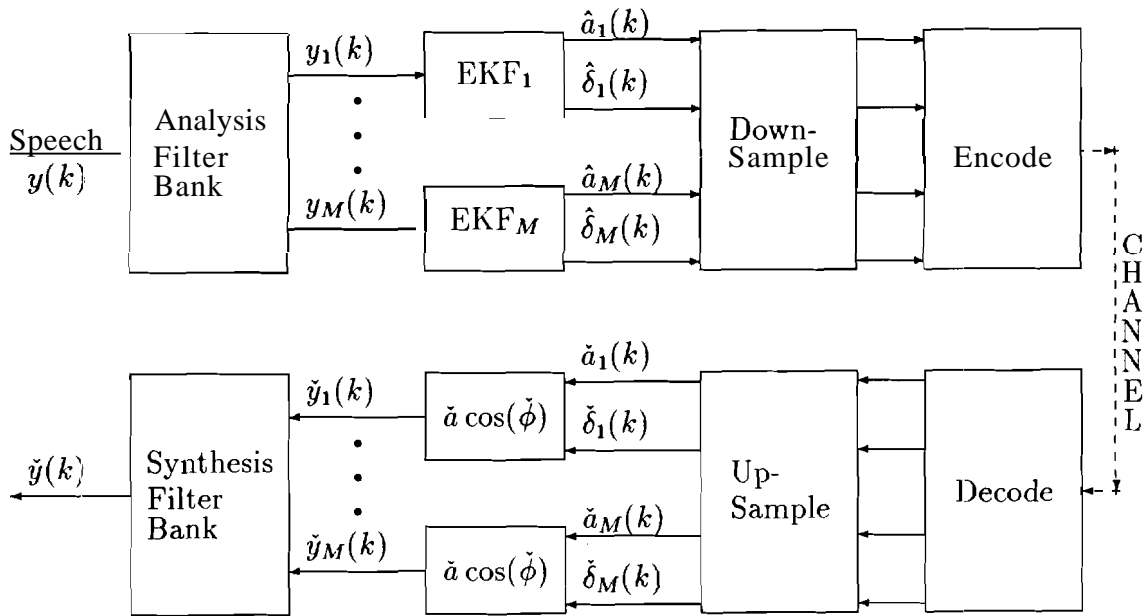 Speech
y(k)
Analysis
Filter
Bank
y₁(k)
y_M(k)
EKF₁
EKF_M
â₁(k)
δ̂₁(k)
â_M(k)
δ̂_M(k)
Down-
Sample
Encode
CHANNEL
Decode
Up-
Sample
ǎ₁(k)
δ̌₁(k)
ǎ_M(k)
δ̌_M(k)
ǎ cos(φ̌)
ǎ cos(φ̌)
y̌₁(k)
y̌_M(k)
Synthesis
Filter
Bank
y̌(k)